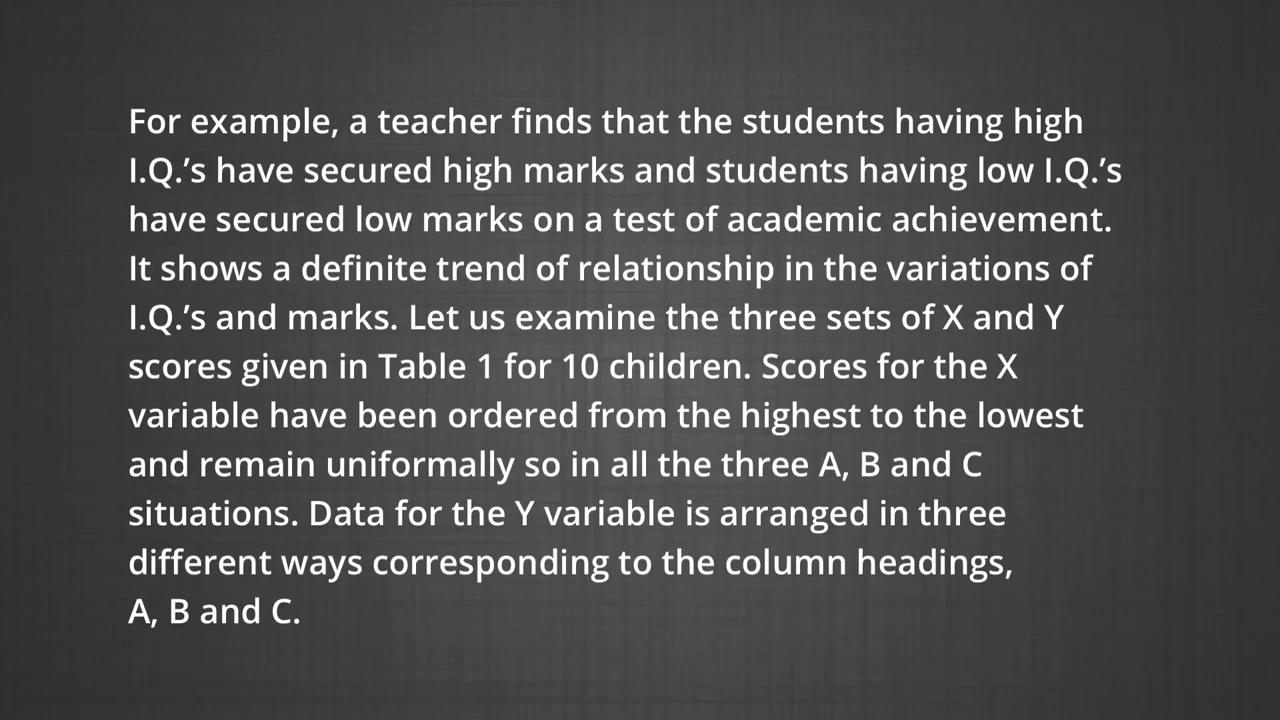 For example, a teacher finds that the students having high
I.Q.’s have secured high marks and students having low I.Q.’s
have secured low marks on a test of academic achievement.
It shows a definite trend of relationship in the variations of
I.Q.’s and marks. Let us examine the three sets of X and Y
scores given in Table 1 for 10 children. Scores for the X
variable have been ordered from the highest to the lowest
and remain uniformally so in all the three A, B and C
situations. Data for the Y variable is arranged in three
different ways corresponding to the column headings,
A, B and C.